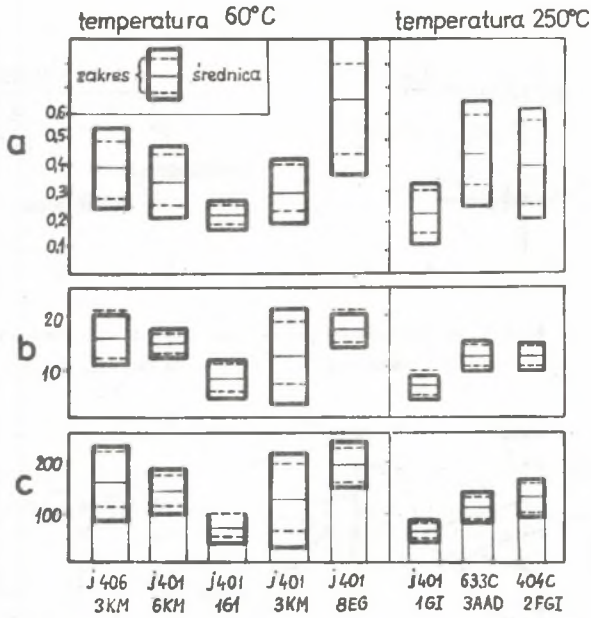 temperatura 60°C temperatura 250°C
zakres średnica
a
0,6
0,5
0,4
0,3
0,2
0,1
b
20
10
c
200
100
j406 j401 j401 j401 j401 j401 633C 404C
3KM 6KM 161 3KM 8EG 1GI 3AAD 2FGI